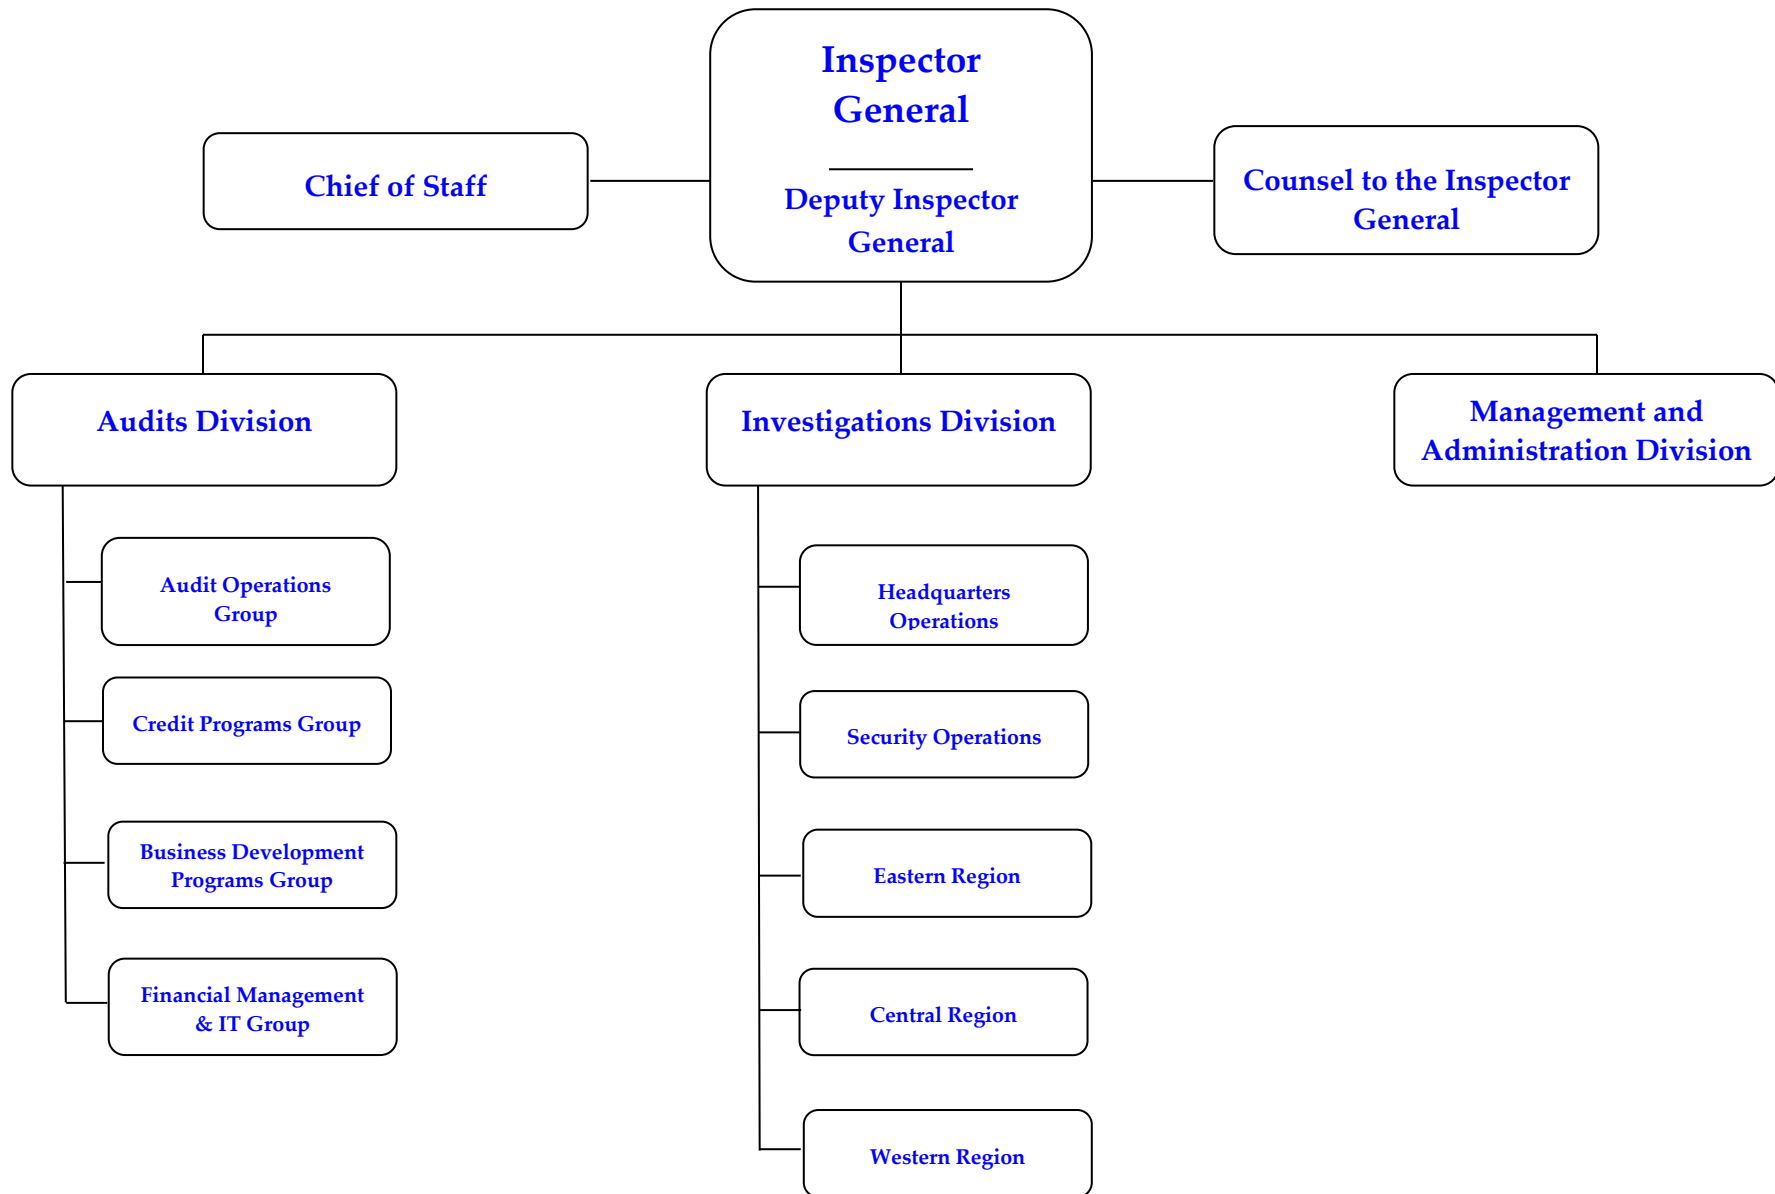 Inspector
General
Deputy Inspector
General
Chief of Staff
Counsel to the Inspector
General
Audits Division
Investigations Division
Management and
Administration Division
Audit Operations
Group
Credit Programs Group
Business Development
Programs Group
Financial Management
& IT Group
Headquarters
Operations
Security Operations
Eastern Region
Central Region
Western Region